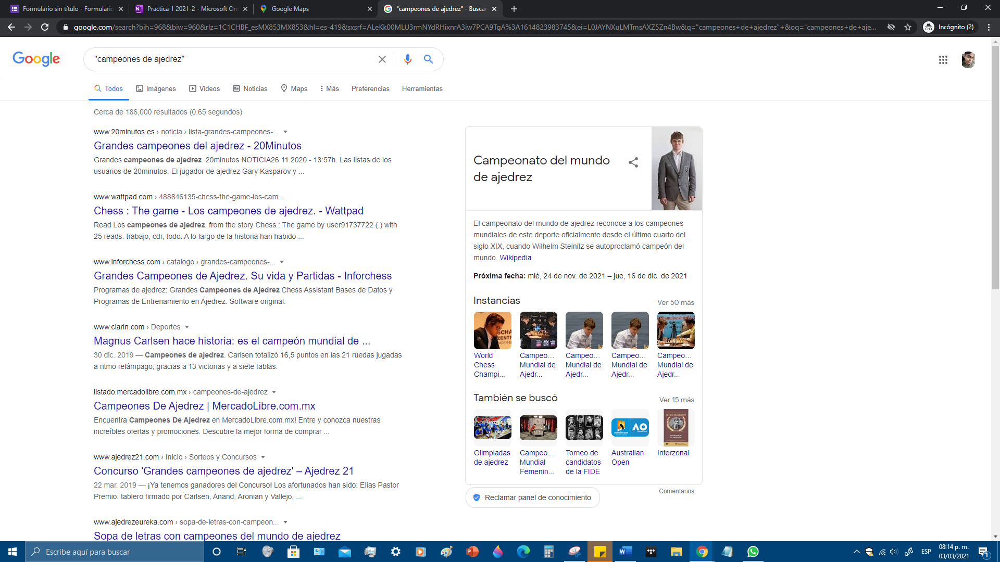 Formulario sin título - Formulario
Practica 1 2021-2 - Microsoft On
Google Maps
"campeones de ajedrez" - Buscar
google.com/search?bih=968&biw=960&rlz=1C1CHBF_esMX853MX853&hl=es-419&sxsrf=ALeKk00MLU3rmNYdRHixnrA3iw7PCA9TgA%3A1614823983745&ei=L0JAYNXuLMTmsAXZ5Zn4Bw&q="campeones+de+ajedrez"+&oq="campeones+de+aje...
Incógnito (2)
Google
"campeones de ajedrez"
Todos
Imágenes
Videos
Noticias
Maps
Más
Preferencias
Herramientas
Cerca de 186,000 resultados (0.65 segundos)
www.20minutos.es › noticia › lista-grandes-campeones-...
Grandes campeones del ajedrez - 20Minutos
Grandes campeones de ajedrez. 20minutos NOTICIA26.11.2020 - 13:57h. Las listas de los
usuarios de 20minutos. El jugador de ajedrez Gary Kasparov y ...
www.wattpad.com › 488846135-chess-the-game-los-cam...
Chess : The game - Los campeones de ajedrez. - Wattpad
Read Los campeones de ajedrez. from the story Chess : The game by user91737722 (.) with
25 reads. trabajo, cdr, todo. A lo largo de la historia han habido ...
www.inforchess.com › catalogo › grandes-campeones-...
Grandes Campeones de Ajedrez. Su vida y Partidas - Inforchess
Programas de ajedrez: Grandes Campeones de Ajedrez Chess Assistant Bases de Datos y
Programas de Entrenamiento en Ajedrez. Software original.
www.clarin.com › Deportes
Magnus Carlsen hace historia: es el campeón mundial de ...
30 dic. 2019 — Campeones de ajedrez. Carlsen totalizó 16,5 puntos en las 21 ruedas jugadas
a ritmo relámpago, gracias a 13 victorias y a siete tablas.
listado.mercadolibre.com.mx › campeones-de-ajedrez
Campeones De Ajedrez | MercadoLibre.com.mx
Encuentra Campeones De Ajedrez en MercadoLibre.com.mx! Entre y conozca nuestras
increíbles ofertas y promociones. Descubre la mejor forma de comprar ...
www.ajedrez21.com › Inicio › Sorteos y Concursos
Concurso 'Grandes campeones de ajedrez' – Ajedrez 21
22 mar. 2019 — ¡Ya tenemos ganadores del Concurso! Los afortunados han sido: Elias Pastor
Premio: tablero firmado por Carlsen, Anand, Aronian y Vallejo, ...
www.ajedrezeureka.com › sopa-de-letras-con-campeon...
Sopa de letras con campeones del mundo de ajedrez
Campeonato del mundo
de ajedrez
El campeonato del mundo de ajedrez reconoce a los campeones
mundiales de este deporte oficialmente desde el último cuarto del
siglo XIX, cuando Wilhelm Steinitz se autoproclamó campeón del
mundo. Wikipedia
Próxima fecha: mié, 24 de nov. de 2021 – jue, 16 de dic. de 2021
Instancias
Ver 50 más
World Chess Champi...
Campeo... Mundial de Ajedr...
Campeo... Mundial de Ajedr...
Campeo... Mundial de Ajedr...
Campeo... Mundial de Ajedr...
También se buscó
Ver 15 más
Olimpiadas de ajedrez
Campeo... Mundial Femenin...
Torneo de candidatos de la FIDE
Australian Open
Interzonal
Comentarios
Reclamar panel de conocimiento
Escribe aquí para buscar
ESP
08:14 p. m.
03/03/2021
1